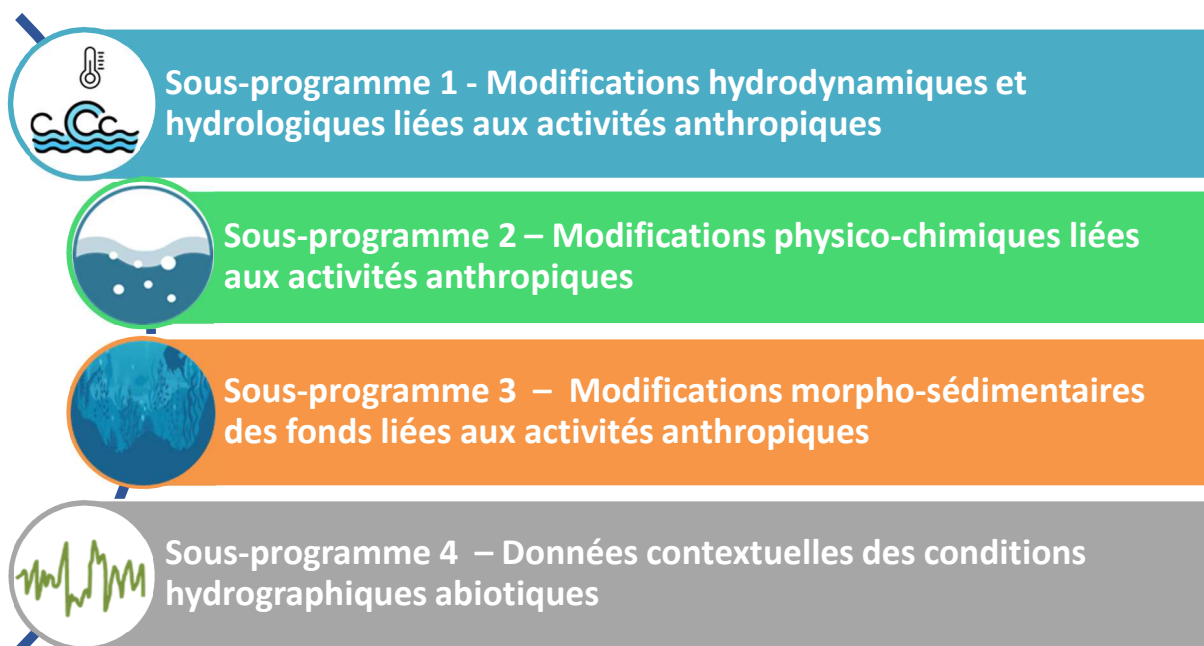 Sous-programme 1 - Modifications hydrodynamiques et
hydrologiques liées aux activités anthropiques
Sous-programme 2 – Modifications physico-chimiques liées
aux activités anthropiques
Sous-programme 3 – Modifications morpho-sédimentaires
des fonds liées aux activités anthropiques
Sous-programme 4 – Données contextuelles des conditions
hydrographiques abiotiques